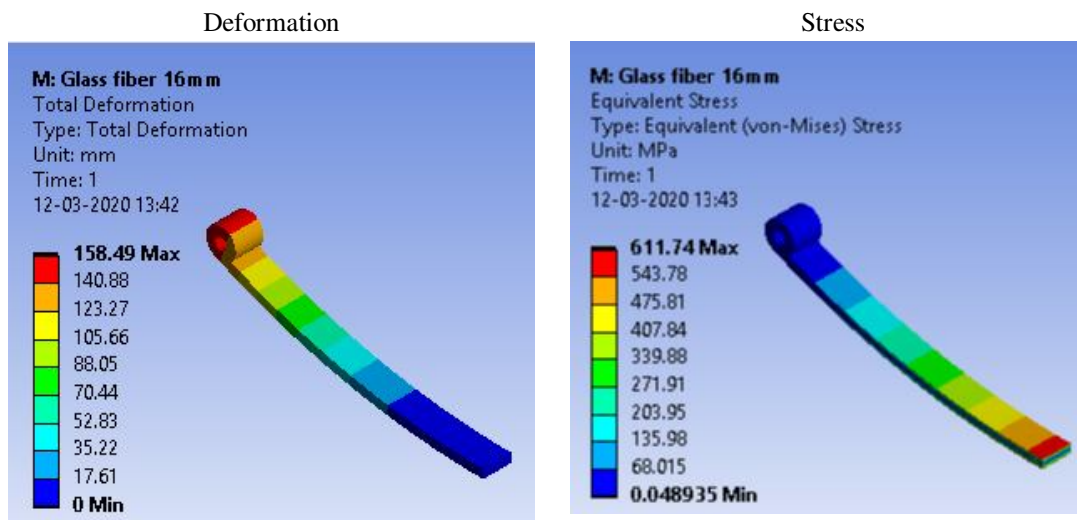 Deformation
M: Glass fiber 16mm
Total Deformation
Type: Total Deformation
Unit: mm
Time: 1
12-03-2020 13:42
158.49 Max
140.88
123.27
105.66
88.05
70.44
52.83
35.22
17.61
0 Min
Stress
M: Glass fiber 16mm
Equivalent Stress
Type: Equivalent (von-Mises) Stress
Unit: MPa
Time: 1
12-03-2020 13:43
611.74 Max
543.78
475.81
407.84
339.88
271.91
203.95
135.98
68.015
0.048935 Min